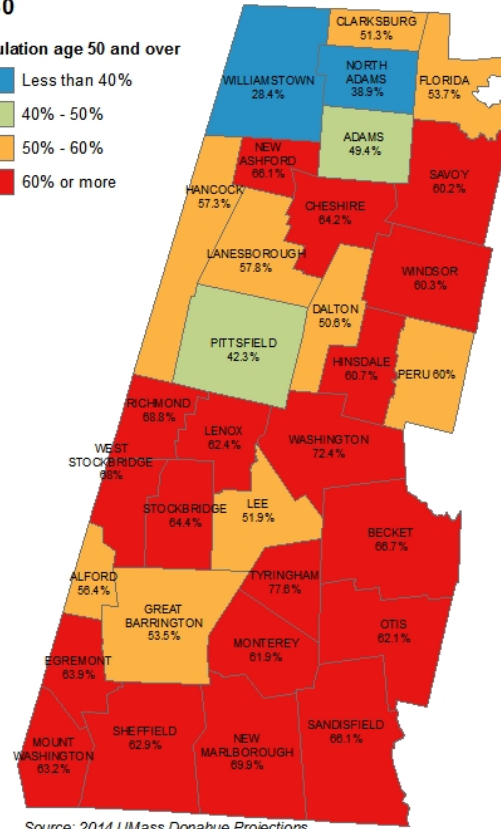 0
ulation age 50 and over
Less than 40%
40% - 50%
50% - 60%
60% or more
CLARKSBURG
51.3%
WILLIAMSTOWN
28.4%
NORTH
ADAMS
38.9%
FLORIDA
53.7%
ADAMS
49.4%
NEW
ASHFORD
66.1%
SAVOY
60.2%
HANCOCK
57.3%
CHESHIRE
64.2%
LANESBOROUGH
57.8%
WINDSOR
60.3%
DALTON
50.6%
PITTSFIELD
42.3%
HINSDALE
60.7%
PERU 60%
RICHMOND
68.8%
LENOX
62.4%
WASHINGTON
72.4%
WEST
STOCKBRIDGE
68%
STOCKBRIDGE
64.4%
LEE
51.9%
BECKET
66.7%
ALFORD
56.4%
TYRINGHAM
77.6%
GREAT
BARRINGTON
53.5%
OTIS
62.1%
MONTEREY
61.9%
EGREMONT
63.9%
SHEFFIELD
62.9%
SANDISFIELD
66.1%
MOUNT
WASHINGTON
63.2%
NEW
MARLBOROUGH
69.9%
Source: 2014 UMass Donahue Projections